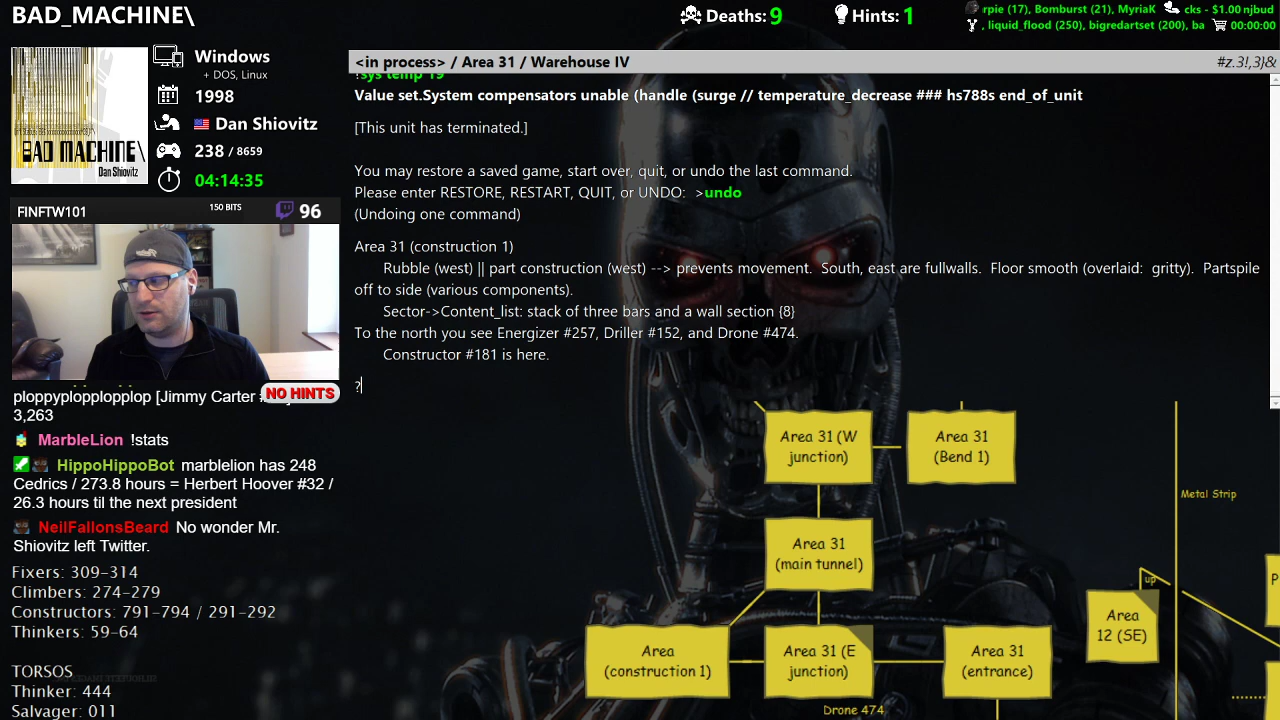 BAD_MACHINE\
Deaths: 9
Hints: 1
rpie (17), Bomburst (21), MyriaK
cks - $1.00 njbud
, liquid_flood (250), bigredartset (200), ba
00:00:00
BAD MACHINE\
Dan Shiovitz
Windows
+ DOS, Linux
1998
Dan Shiovitz
238 / 8659
04:14:35
FINFTW101
150 BITS
96
NO HINTS
ploppyplopplopplop [Jimmy Carter
3,263
MarbleLion !stats
HippoHippoBot marblelion has 248
Cedrics / 273.8 hours = Herbert Hoover #32 /
26.3 hours til the next president
NeilFallonsBeard No wonder Mr.
Shiovitz left Twitter.
Fixers: 309-314
Climbers: 274-279
Constructors: 791-794 / 291-292
Thinkers: 59-64
TORSOS
Thinker: 444
Salvager: 011
<in process> / Area 31 / Warehouse IV
#z.3!,3}&
!sys temp 19
Value set.System compensators unable (handle (surge // temperature_decrease ### hs788s end_of_unit
[This unit has terminated.]
You may restore a saved game, start over, quit, or undo the last command.
Please enter RESTORE, RESTART, QUIT, or UNDO: >undo
(Undoing one command)
Area 31 (construction 1)
Rubble (west) || part construction (west) --> prevents movement. South, east are fullwalls. Floor smooth (overlaid: gritty). Partspile
off to side (various components).
Sector->Content_list: stack of three bars and a wall section {8}
To the north you see Energizer #257, Driller #152, and Drone #474.
Constructor #181 is here.
?
Area 31 (W
junction)
Area 31
(Bend 1)
Metal Strip
Area 31
(main tunnel)
up
P
Area
12 (SE)
Area
(construction 1)
Area 31 (E
junction)
Area 31
(entrance)
Drone 474